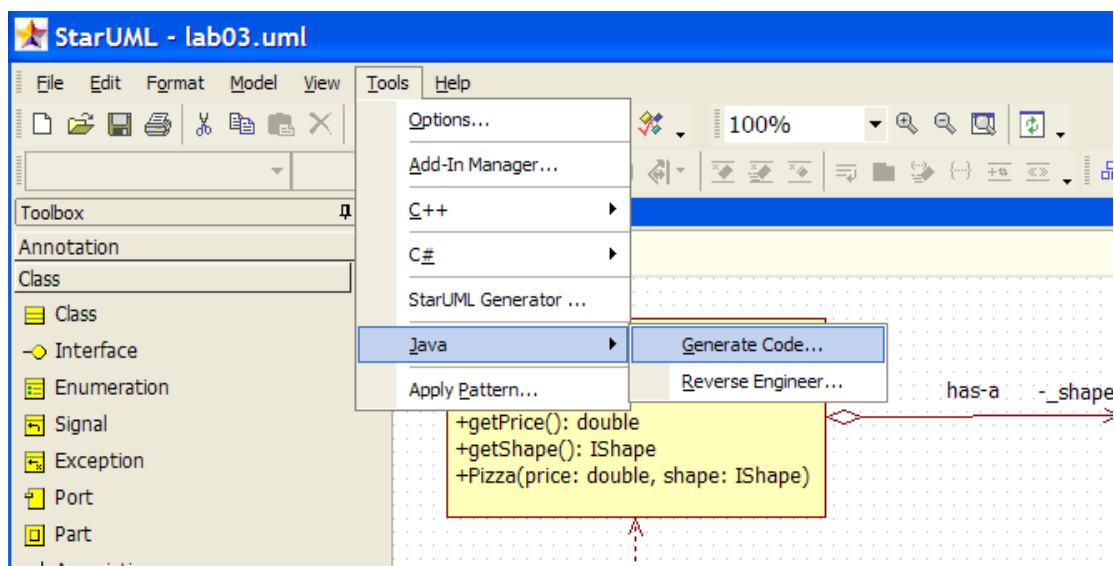 StarUML - lab03.uml
File Edit Format Model View Tools Help
100%
Options...
Add-In Manager...
C++
C#
StarUML Generator ...
Java
Apply Pattern...
Generate Code...
Reverse Engineer...
Toolbox
Annotation
Class
Class
Interface
Enumeration
Signal
Exception
Port
Part
has-a -_shape
+getPrice(): double
+getShape(): IShape
+Pizza(price: double, shape: IShape)